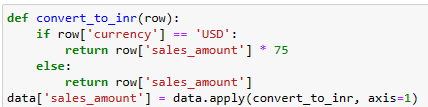 def convert_to_inr(row):
    if row['currency'] == 'USD':
        return row['sales_amount'] * 75
    else:
        return row['sales_amount']
data['sales_amount'] = data.apply(convert_to_inr, axis=1)